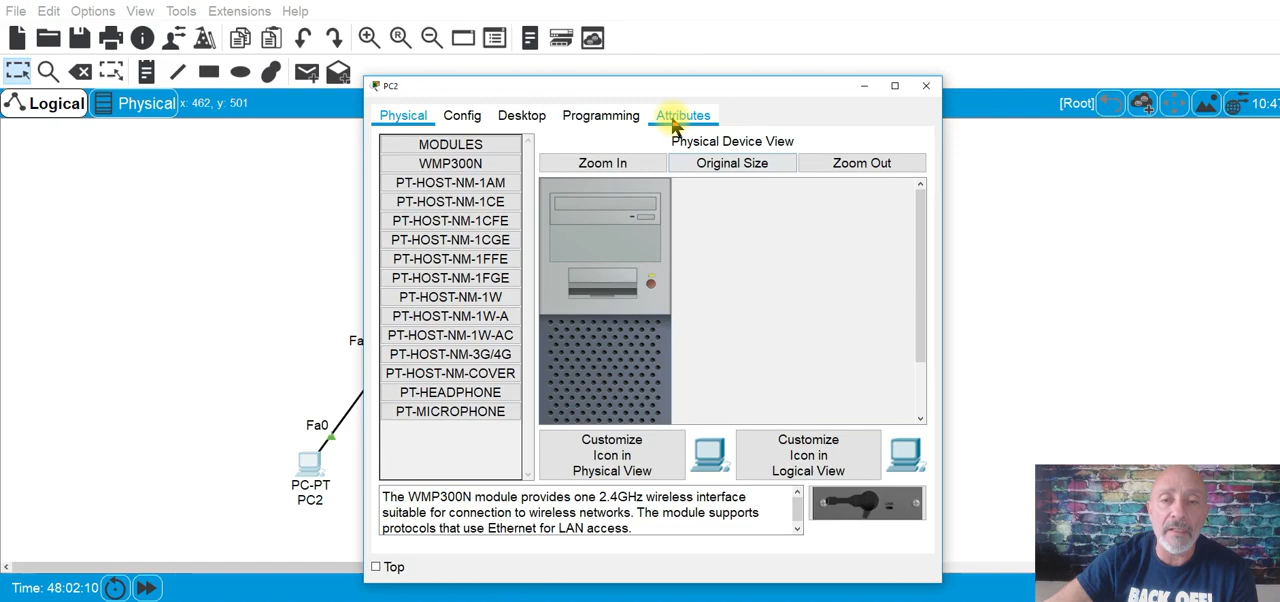 File Edit Options View Tools Extensions Help
Logical
Physical x: 462, y: 501
[Root]
10:47
PC2
Physical Config Desktop Programming Attributes
MODULES
WMP300N
PT-HOST-NM-1AM
PT-HOST-NM-1CE
PT-HOST-NM-1CFE
PT-HOST-NM-1CGE
PT-HOST-NM-1FFE
PT-HOST-NM-1FGE
PT-HOST-NM-1W
PT-HOST-NM-1W-A
PT-HOST-NM-1W-AC
PT-HOST-NM-3G/4G
PT-HOST-NM-COVER
PT-HEADPHONE
PT-MICROPHONE
Physical Device View
Zoom In Original Size Zoom Out
Customize
Icon in
Physical View
Customize
Icon in
Logical View
The WMP300N module provides one 2.4GHz wireless interface
suitable for connection to wireless networks. The module supports
protocols that use Ethernet for LAN access.
Top
Fa
Fa0
PC-PT
PC2
Time: 48:02:10
BACK OFF!